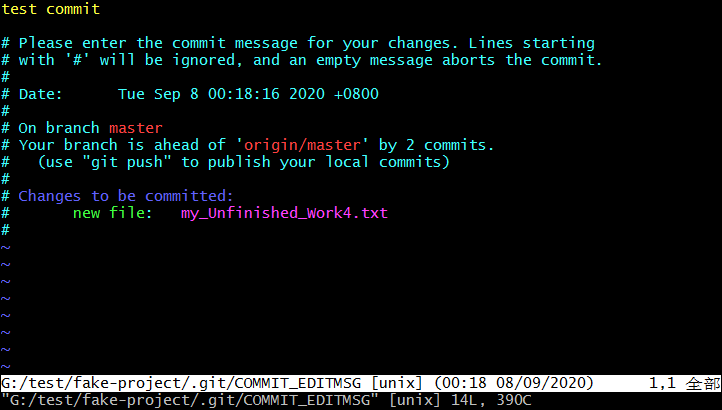 test commit
# Please enter the commit message for your changes. Lines starting
# with '#' will be ignored, and an empty message aborts the commit.
#
# Date:      Tue Sep 8 00:18:16 2020 +0800
#
# On branch master
# Your branch is ahead of 'origin/master' by 2 commits.
#   (use "git push" to publish your local commits)
#
# Changes to be committed:
#       new file:   my_Unfinished_Work4.txt
#
~
~
~
~
~
~
~
~
G:/test/fake-project/.git/COMMIT_EDITMSG [unix] (00:18 08/09/2020)      1,1 全部
"G:/test/fake-project/.git/COMMIT_EDITMSG" [unix] 14L, 390C